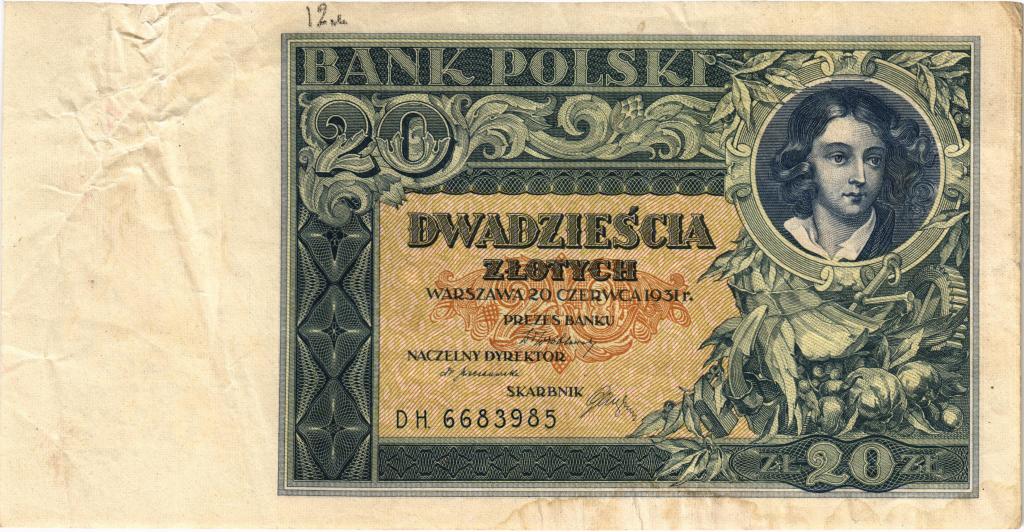 12
BANK POLSKI
20
DWADZIEŚCIA
ZŁOTYCH
WARSZAWA 20 CZERWCA 1931 r.
PREZES BANKU
NACZELNY DYREKTOR
SKARBNIK
DH. 6683985
ZŁ 20 ZŁ